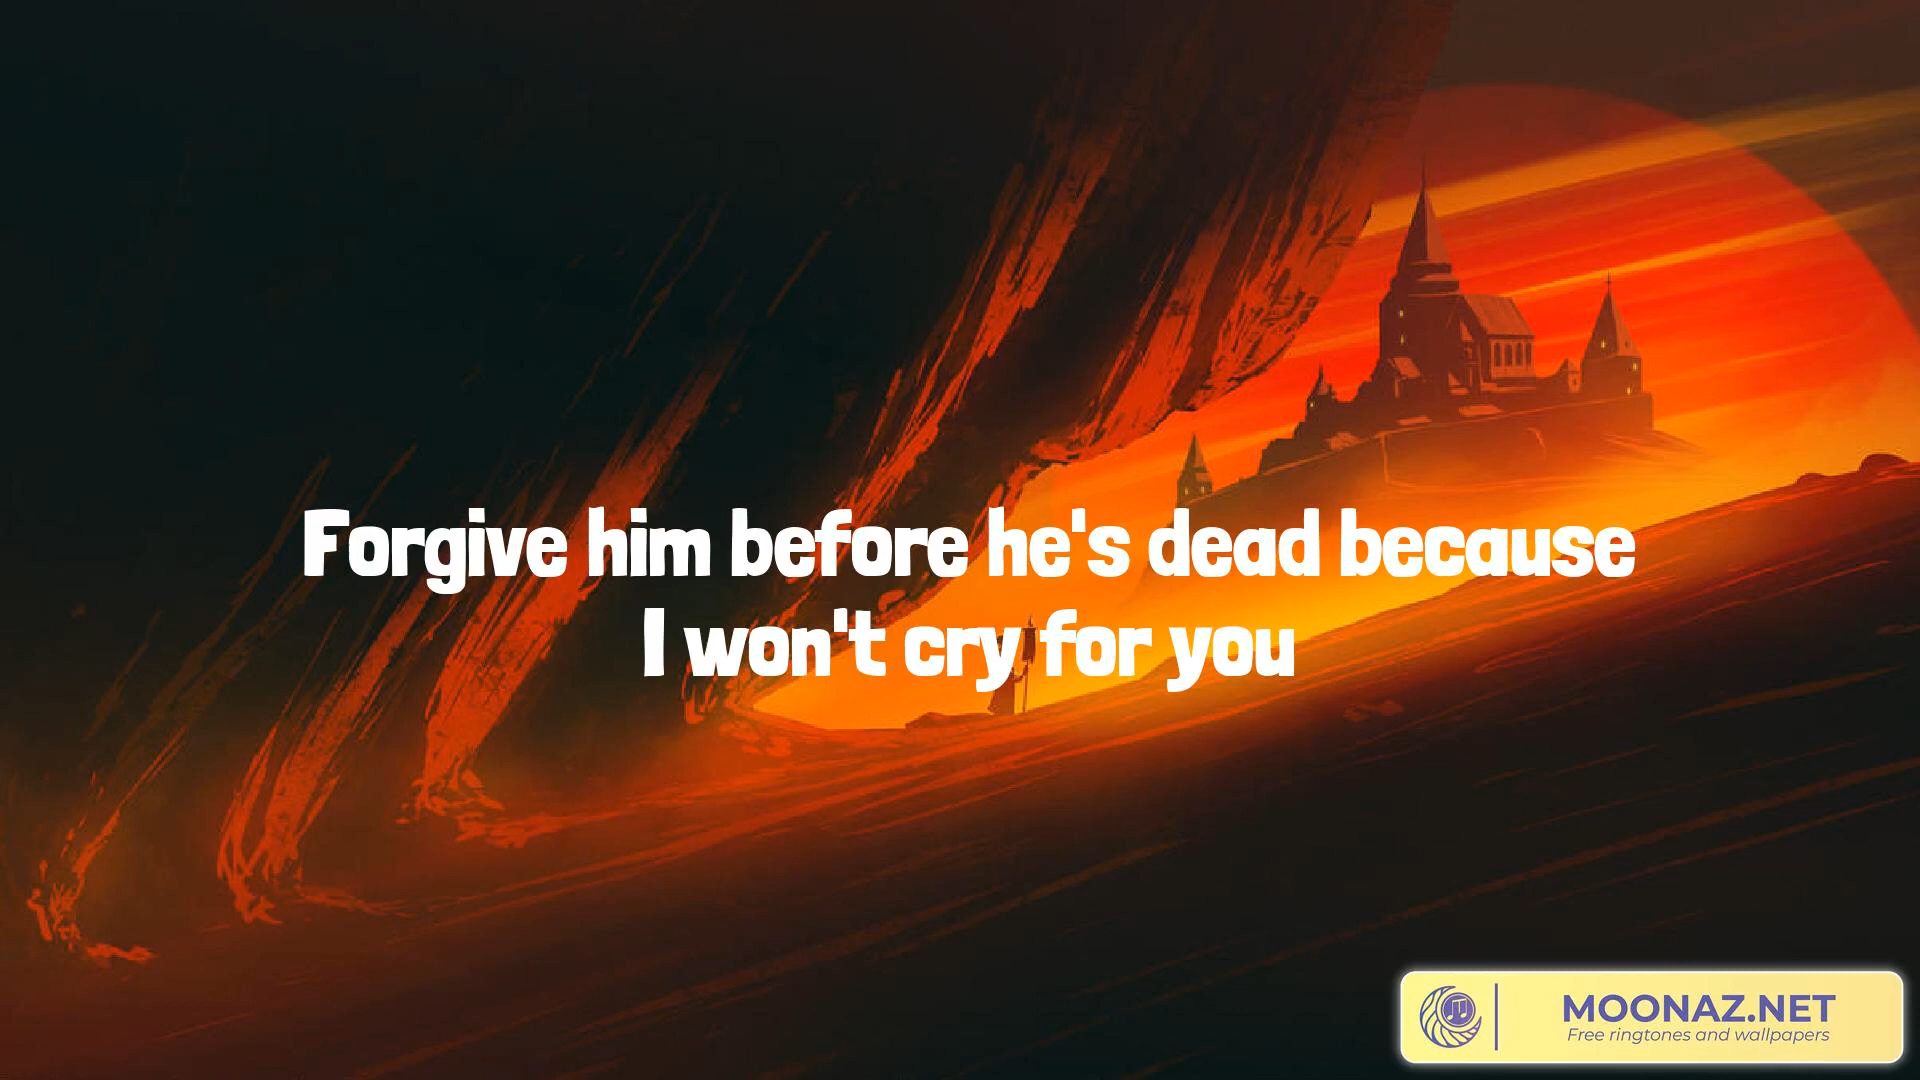 Forgive him before he's dead because
I won't cry for you
MOONAZ.NET
Free ringtones and wallpapers